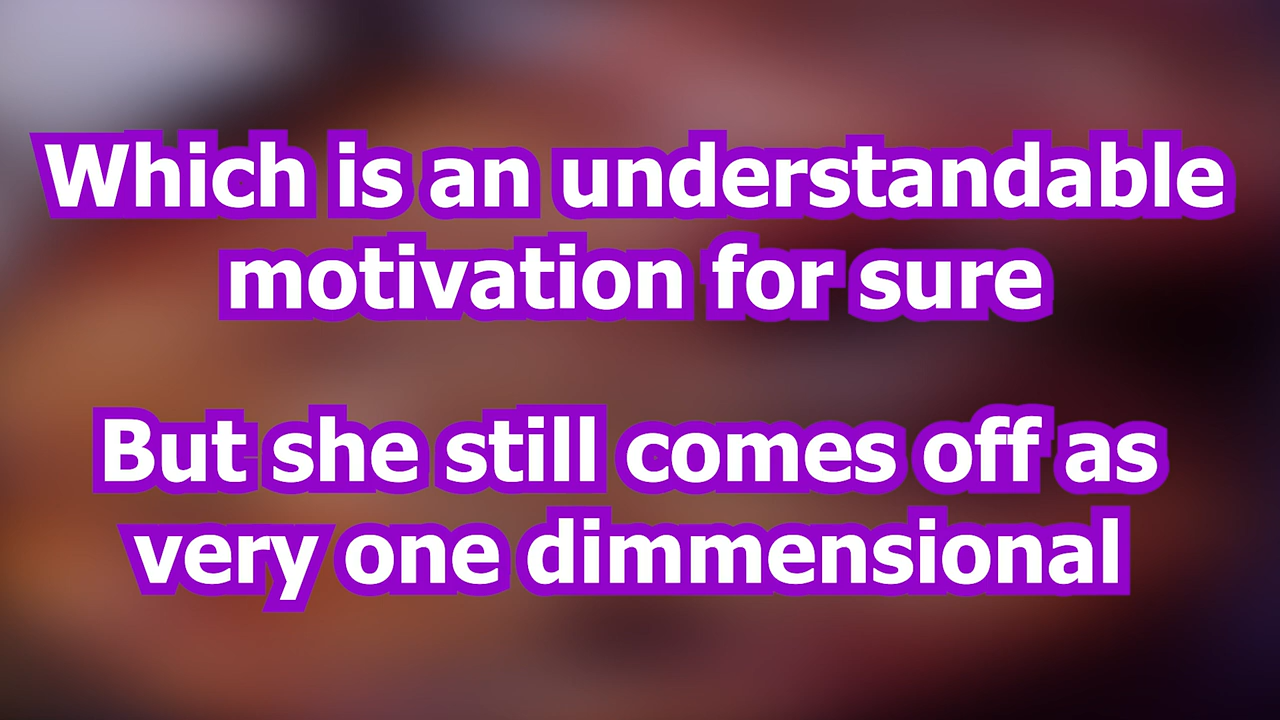 Which is an understandable
motivation for sure
But she still comes off as
very one dimmensional